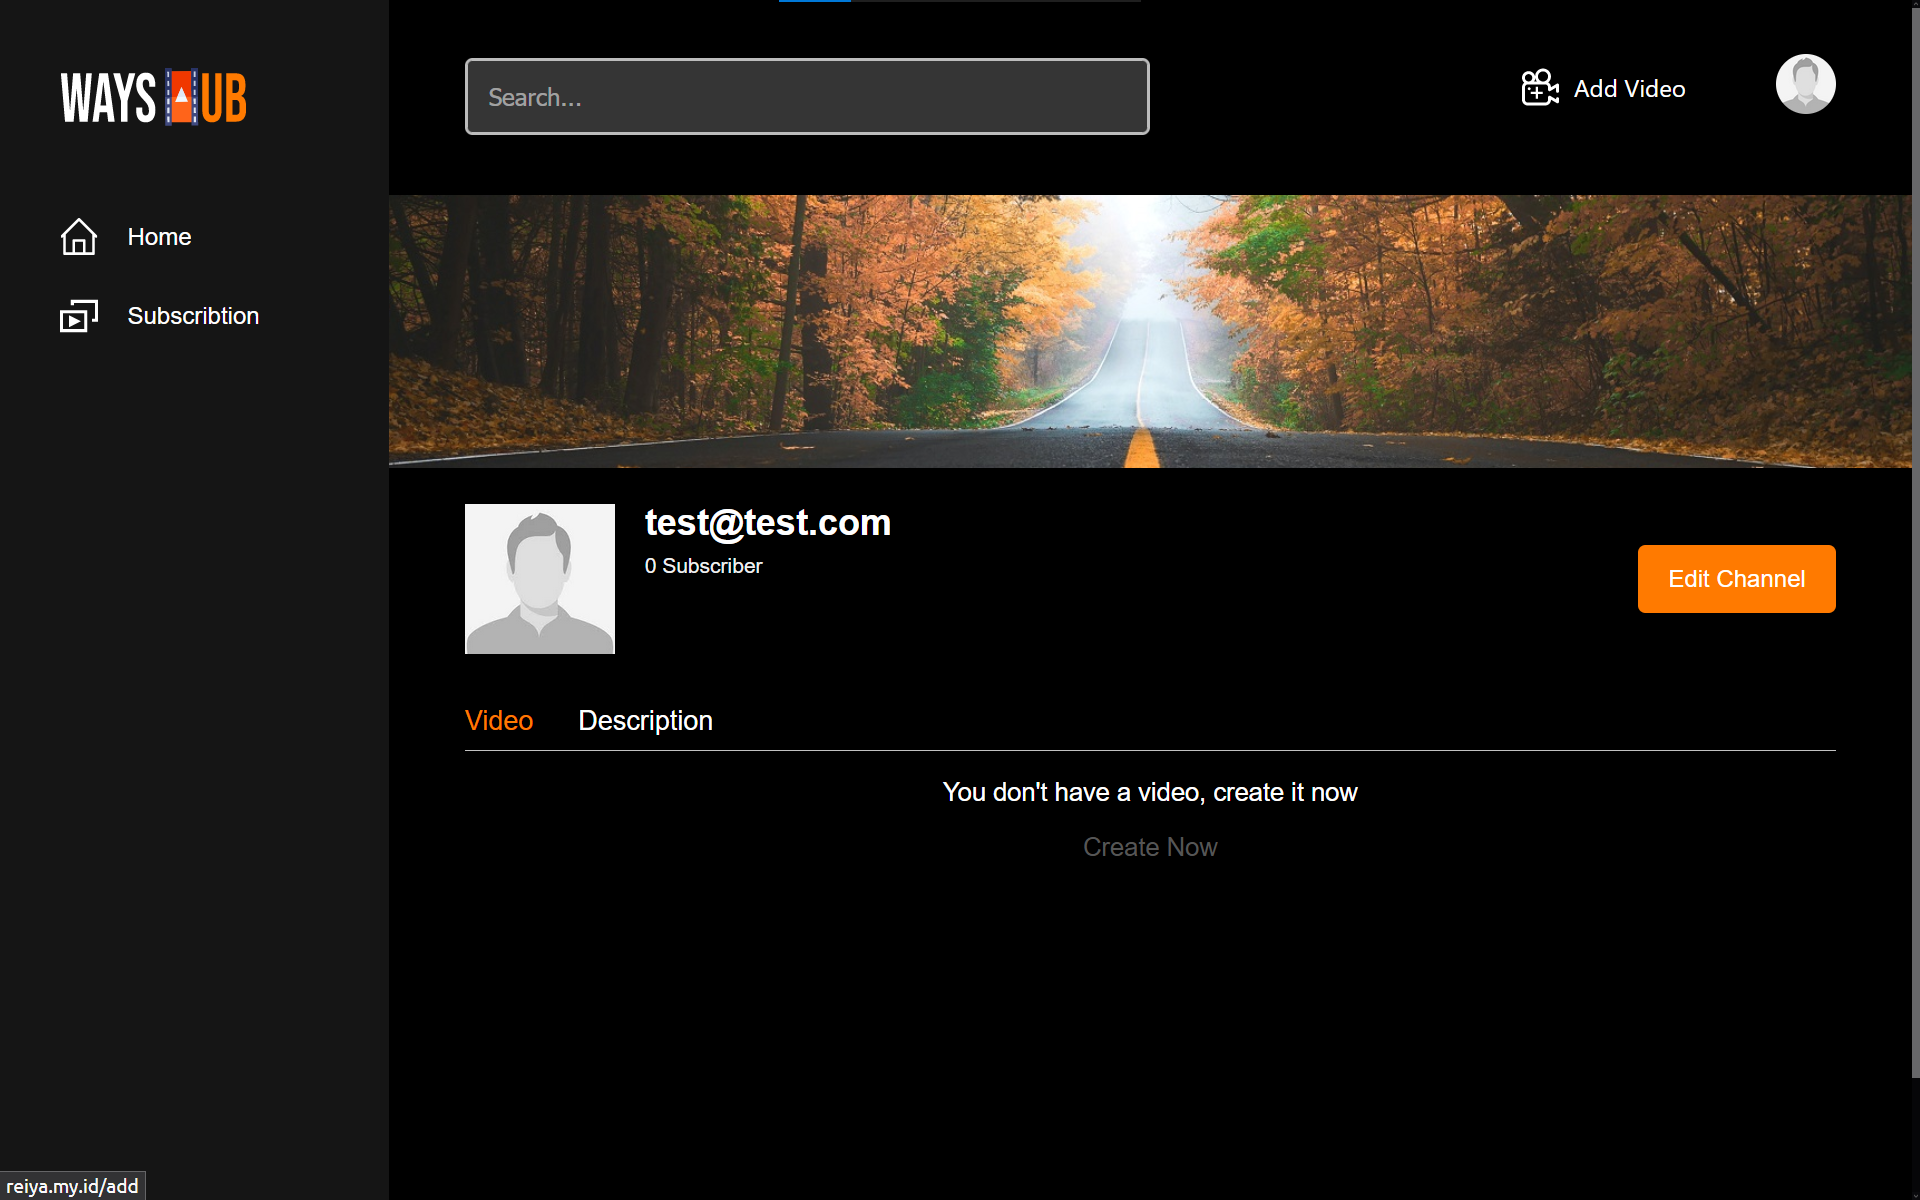 WAYS HUB
Search...
Add Video
Home
Subscribtion
test@test.com
0 Subscriber
Edit Channel
Video
Description
You don't have a video, create it now
Create Now
reiya.my.id/add